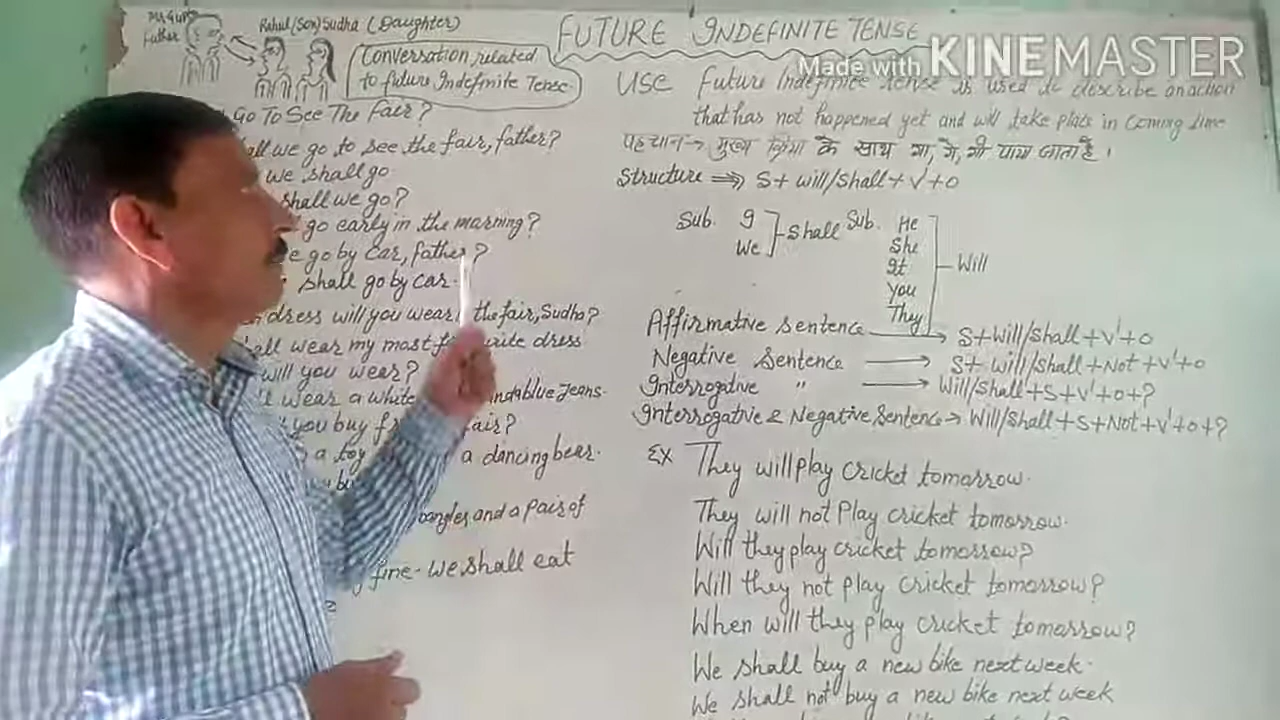 Father
Rahul (Son) Sudha (Daughter)
Conversation related
to future Indefinite Tense
Go To See The Fair?
we go to see the fair, father?
we shall go
shall we go?
go early in the morning?
go by Car, father?
shall go by car.
dress will you wear the fair, Sudha?
wear my most dress
will you wear?
wear a white and a blue Jeans.
you buy fair?
a toy a dancing bear.
bangles and a Pair of
fine - we shall eat
FUTURE INDEFINITE TENSE
Made with KINEMASTER
USE Future Indefinite tense is used to describe an action
that has not happened yet and will take place in coming time
पहचान → मुख्य क्रिया के साथ गा, गे, गी पाया जाता है।
Structure ⇒ S + will/shall + V¹ + O
Sub. I We ] Shall Sub. He She It You They ] Will
Affirmative sentence → S + Will/Shall + V¹ + O
Negative Sentence → S + will/shall + Not + V¹ + O
Interrogative " → Will/Shall + S + V¹ + O + ?
Interrogative & Negative Sentence → Will/Shall + S + Not + V¹ + O + ?
Ex They will play cricket tomorrow.
They will not Play cricket tomorrow.
Will they play cricket tomorrow?
Will they not play cricket tomorrow?
When will they play cricket tomorrow?
We shall buy a new bike next week.
We shall not buy a new bike next week